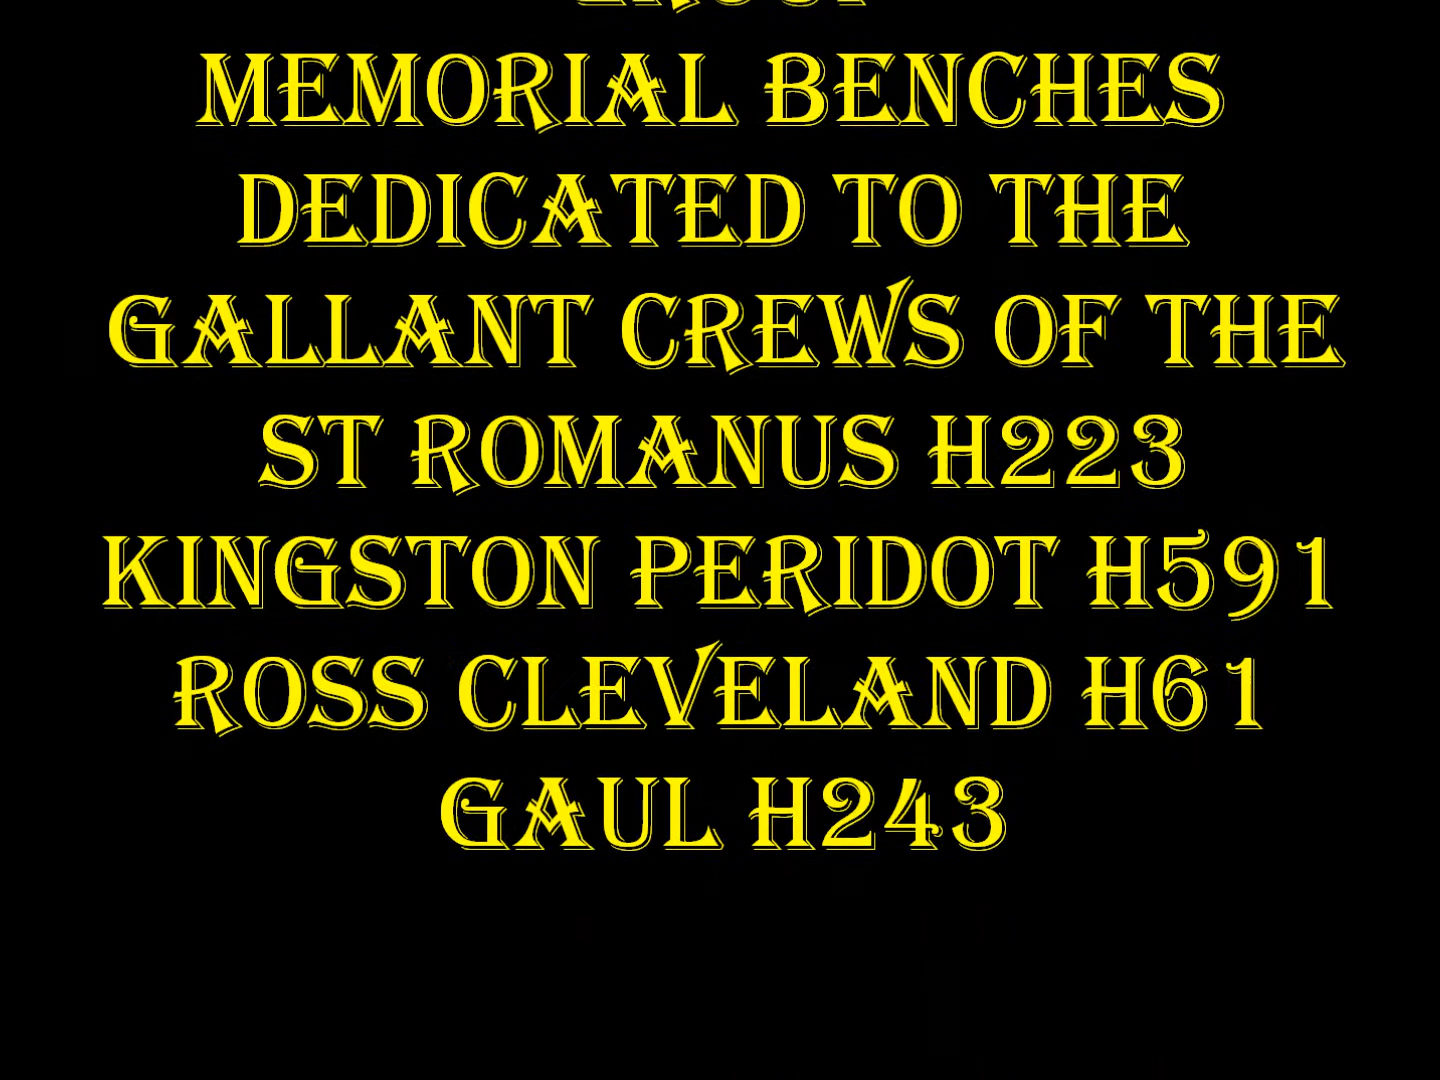 MEMORIAL BENCHES
DEDICATED TO THE
GALLANT CREWS OF THE
ST ROMANUS H223
KINGSTON PERIDOT H591
ROSS CLEVELAND H61
GAUL H243